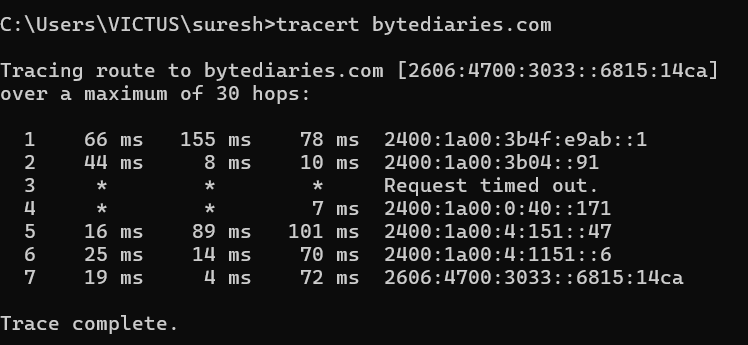 C:\Users\VICTUS\suresh>tracert bytediaries.com
Tracing route to bytediaries.com [2606:4700:3033::6815:14ca]
over a maximum of 30 hops:
1 66 ms 155 ms 78 ms 2400:1a00:3b4f:e9ab::1
2 44 ms 8 ms 10 ms 2400:1a00:3b04::91
3 * * * Request timed out.
4 * * 7 ms 2400:1a00:0:40::171
5 16 ms 89 ms 101 ms 2400:1a00:4:151::47
6 25 ms 14 ms 70 ms 2400:1a00:4:1151::6
7 19 ms 4 ms 72 ms 2606:4700:3033::6815:14ca
Trace complete.